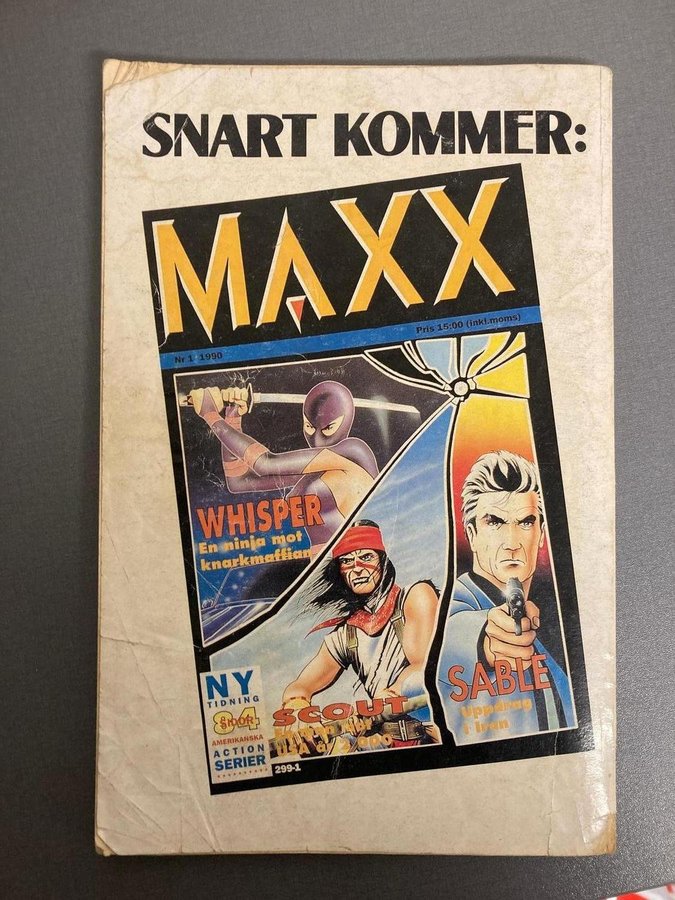 SNART KOMMER:
MAXX
Nr 1 1990
Pris 15:00 (inkl.moms)
WHISPER
En ninja mot
knarkmaffian
SABLE
Uppdrag
i Iran
NY
TIDNING
84
SIDOR
AMERIKANSKA
ACTION
SERIER
SCOUT
299-1